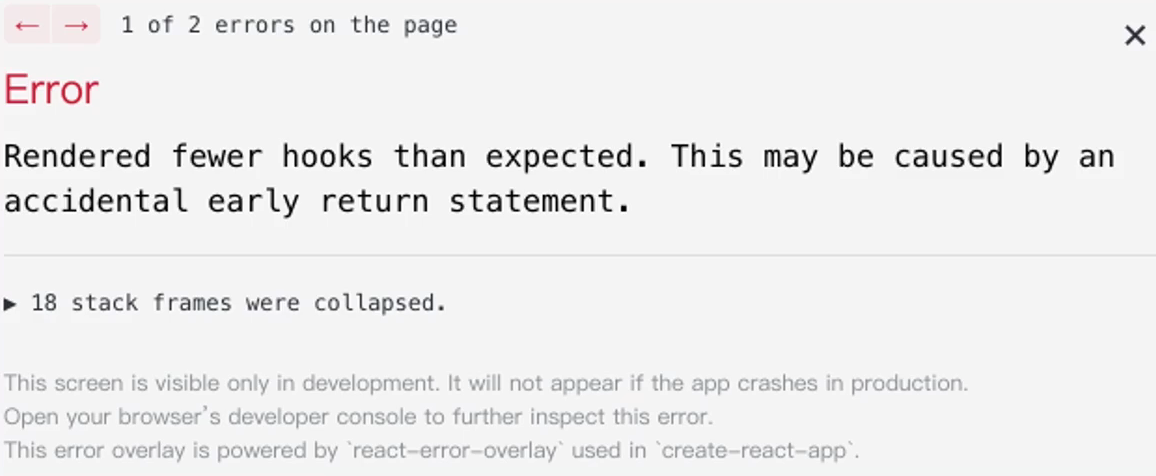 ← → 1 of 2 errors on the page ×
Error
Rendered fewer hooks than expected. This may be caused by an
accidental early return statement.
▶ 18 stack frames were collapsed.
This screen is visible only in development. It will not appear if the app crashes in production.
Open your browser’s developer console to further inspect this error.
This error overlay is powered by `react-error-overlay` used in `create-react-app`.